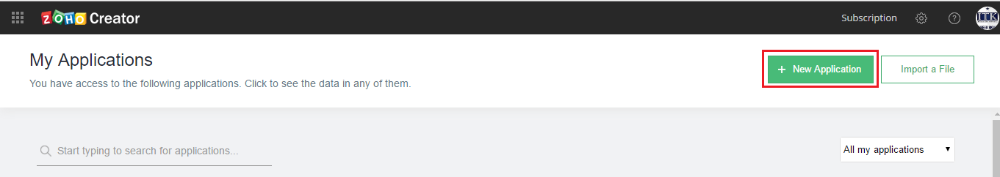 ZOHO Creator
Subscription
ITK
My Applications
You have access to the following applications. Click to see the data in any of them.
+ New Application
Import a File
Start typing to search for applications...
All my applications